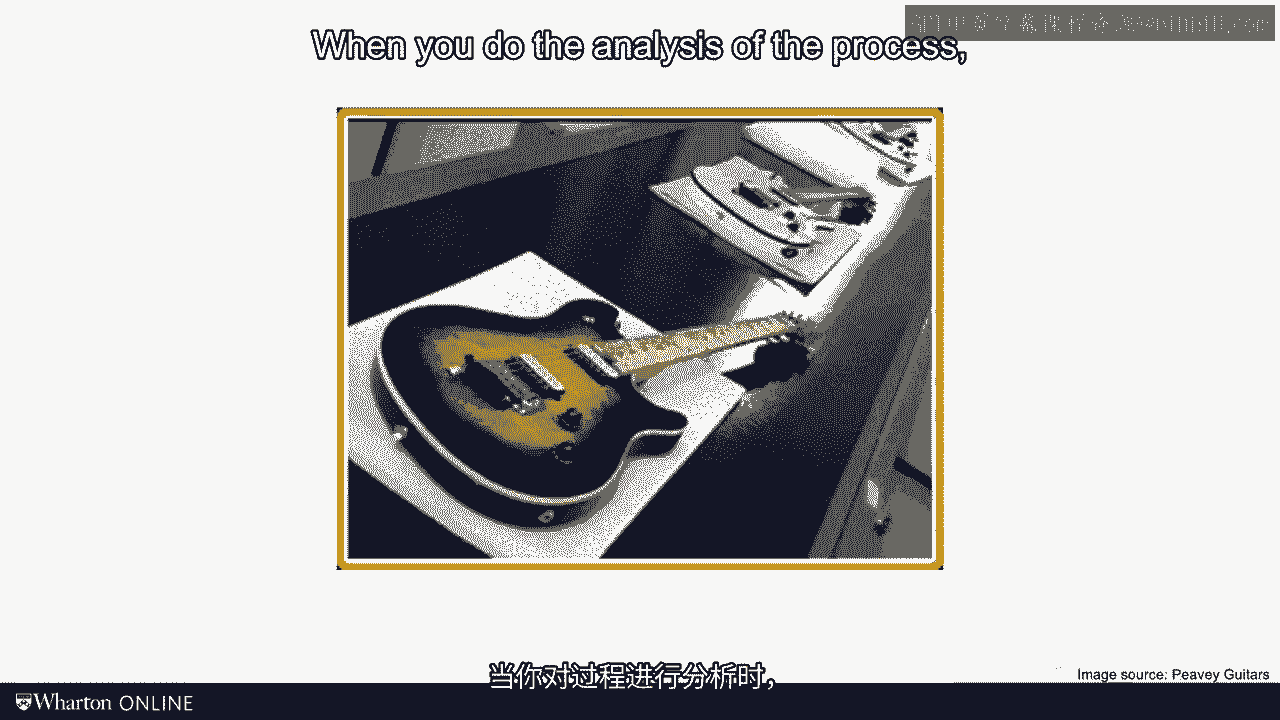 When you do the analysis of the process,
当你对过程进行分析时,
Image source: Peavey Guitars
Wharton ONLINE